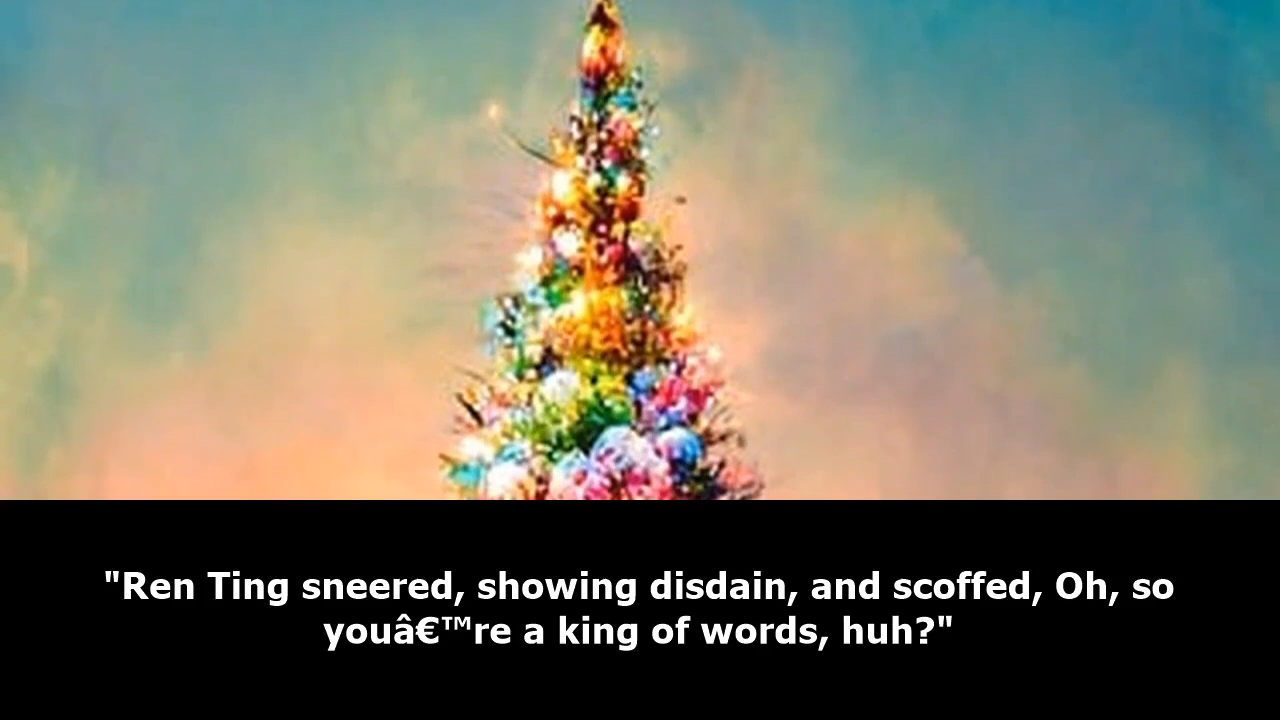 "Ren Ting sneered, showing disdain, and scoffed, Oh, so
youâ€™re a king of words, huh?"